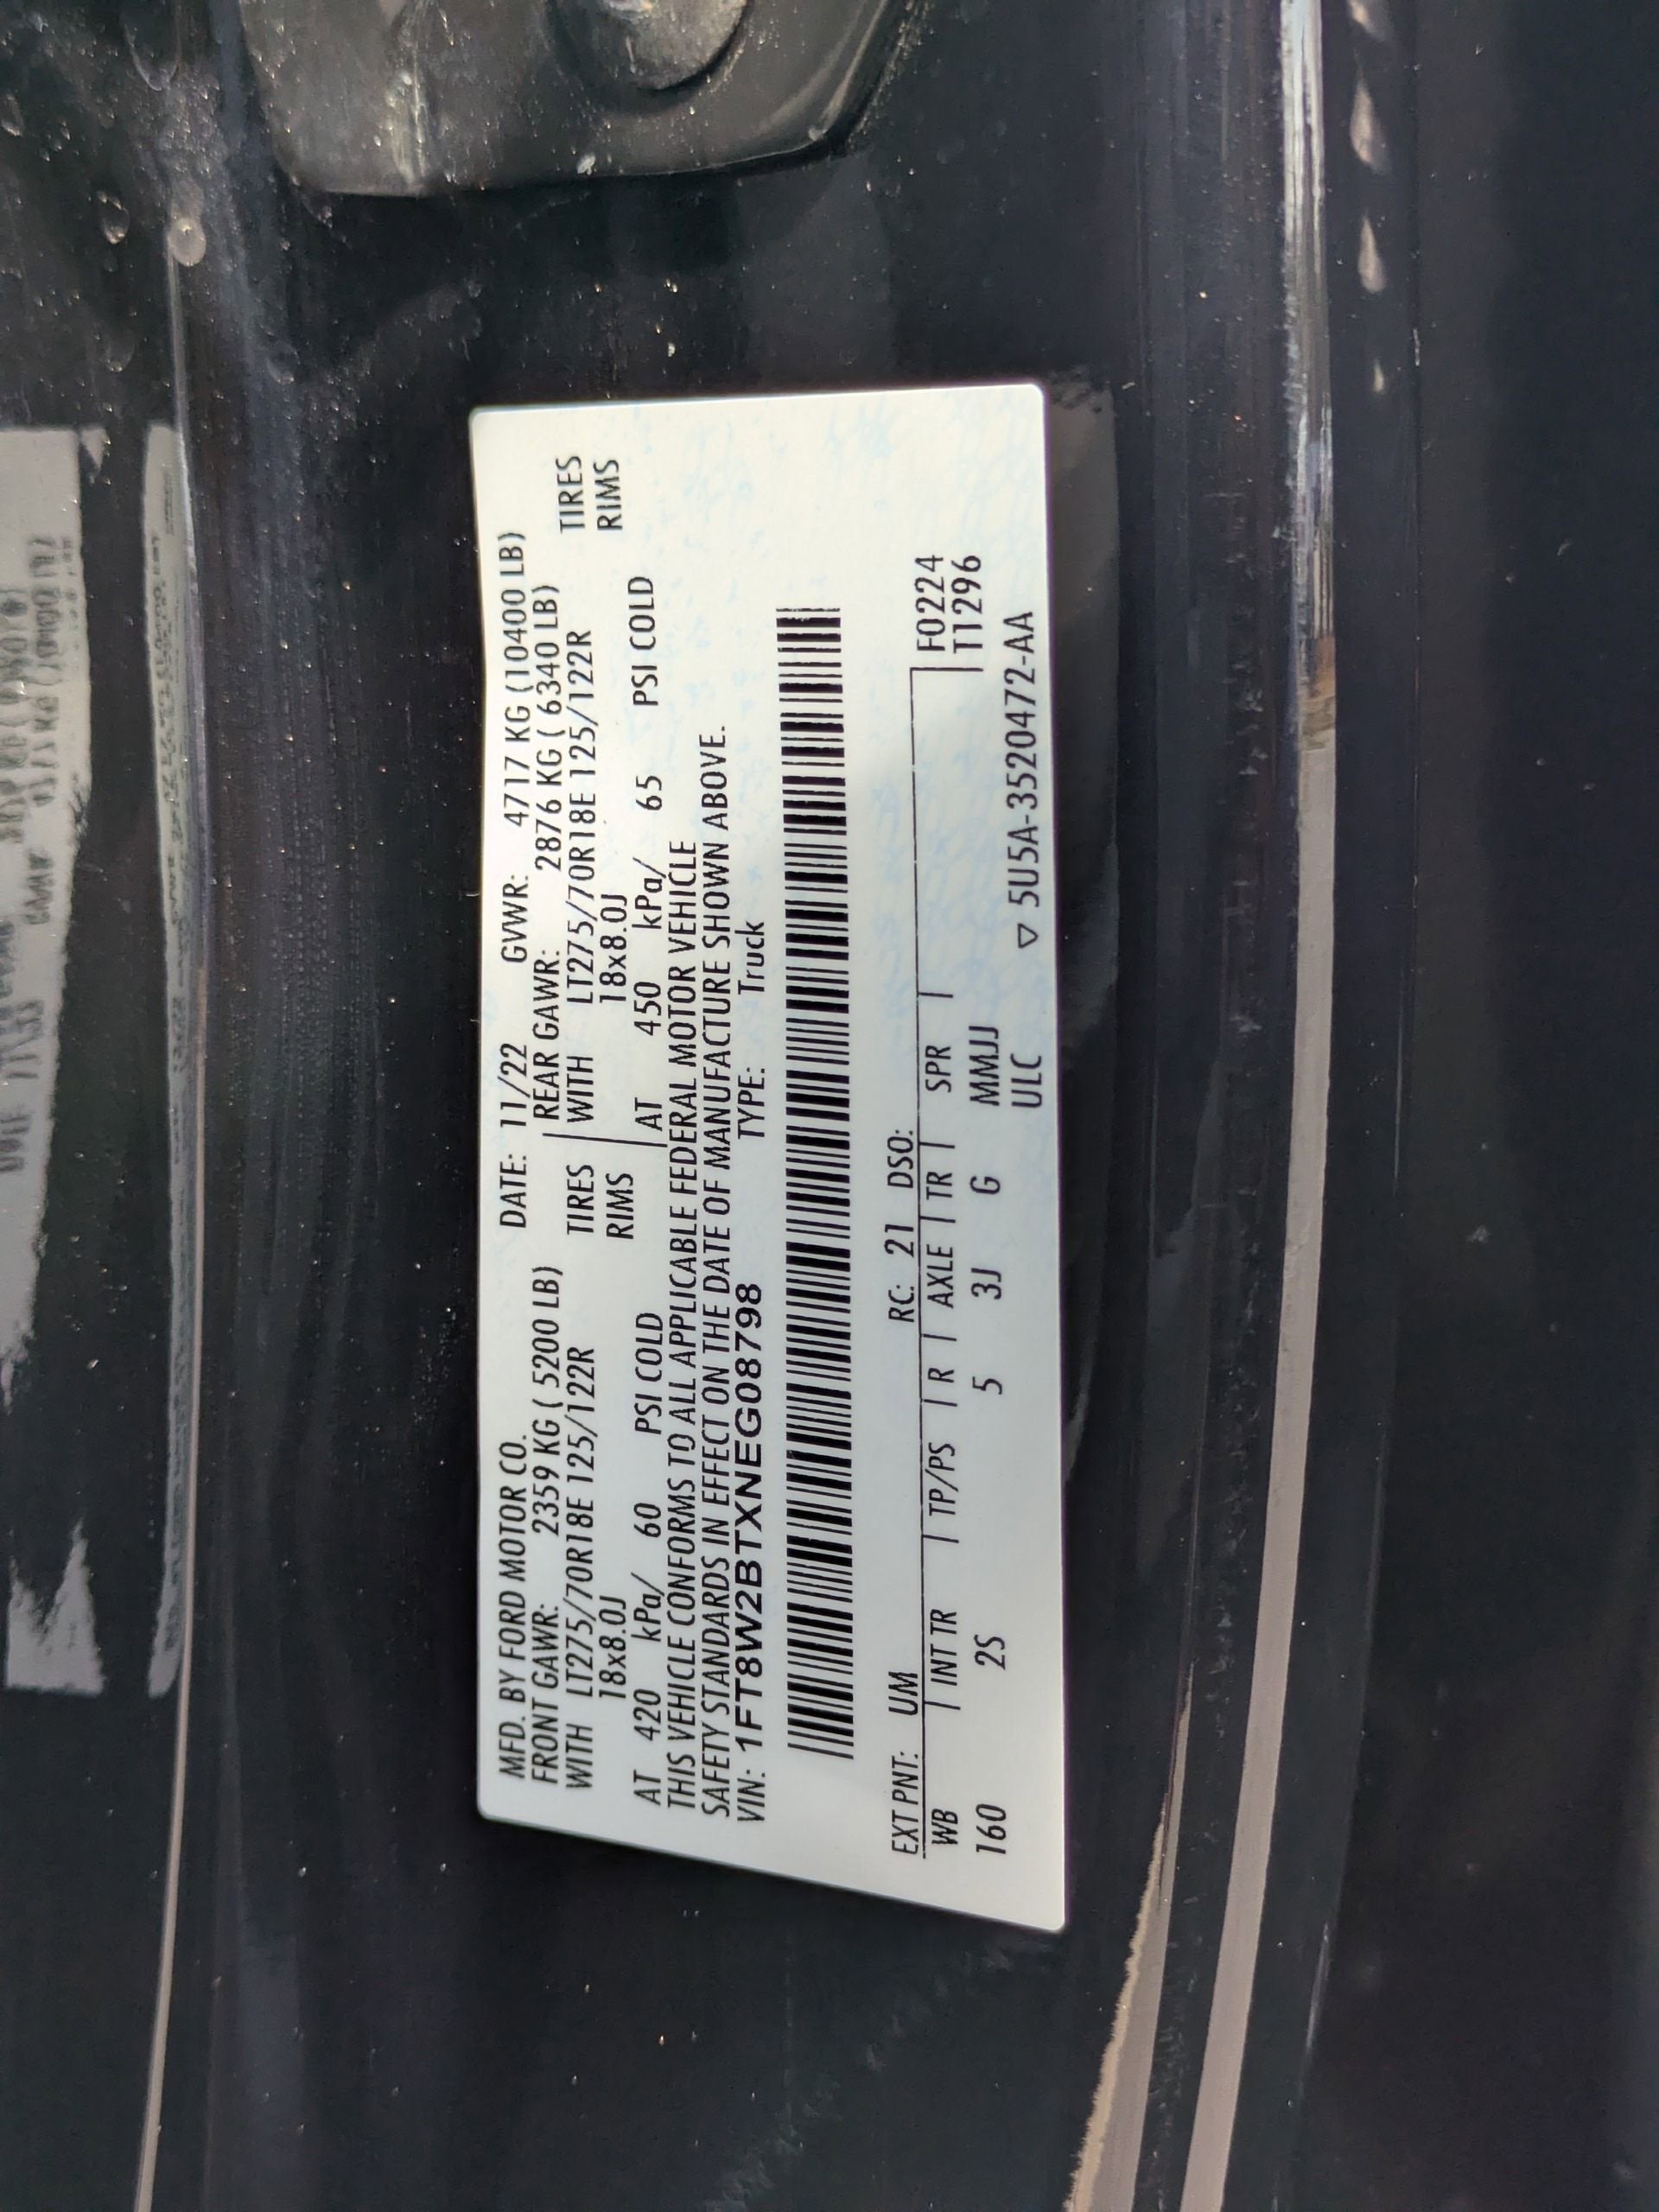 MFD. BY FORD MOTOR CO. DATE: 11/22 GVWR: 4717 KG (10400 LB)
FRONT GAWR: 2359 KG ( 5200 LB) REAR GAWR: 2876 KG ( 6340 LB)
WITH LT275/70R18E 125/122R TIRES WITH LT275/70R18E 125/122R TIRES
18x8.0J RIMS 18x8.0J RIMS
AT 420 kPa/ 60 PSI COLD AT 450 kPa/ 65 PSI COLD
THIS VEHICLE CONFORMS TO ALL APPLICABLE FEDERAL MOTOR VEHICLE
SAFETY STANDARDS IN EFFECT ON THE DATE OF MANUFACTURE SHOWN ABOVE.
VIN: 1FT8W2BTXNEG08798 TYPE: Truck
EXT PNT: UM RC: 21 DSO:
WB | INT TR | TP/PS | R | AXLE | TR | SPR | F0224
160 2S 5 3J G MMJJ T1296
ULC ▽ 5U5A-3520472-AA